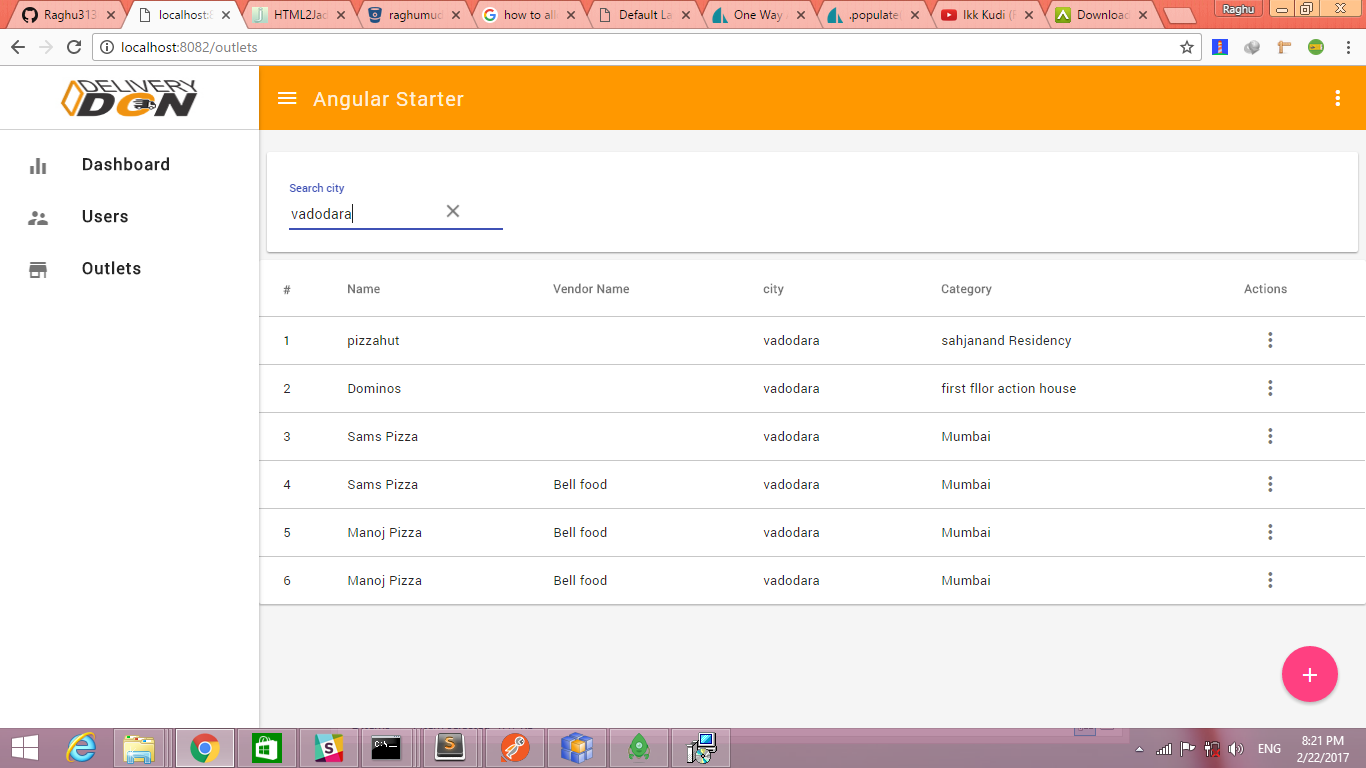 Raghu313
localhost:8
HTML2Jad
raghumud
how to all
Default La
One Way
.populate(
Ikk Kudi (
Download
Raghu
localhost:8082/outlets
DELIVERY
DON
Angular Starter
Dashboard
Users
Outlets
Search city
vadodara
# Name Vendor Name city Category Actions
1 pizzahut vadodara sahjanand Residency
2 Dominos vadodara first fllor action house
3 Sams Pizza vadodara Mumbai
4 Sams Pizza Bell food vadodara Mumbai
5 Manoj Pizza Bell food vadodara Mumbai
6 Manoj Pizza Bell food vadodara Mumbai
ENG
8:21 PM
2/22/2017